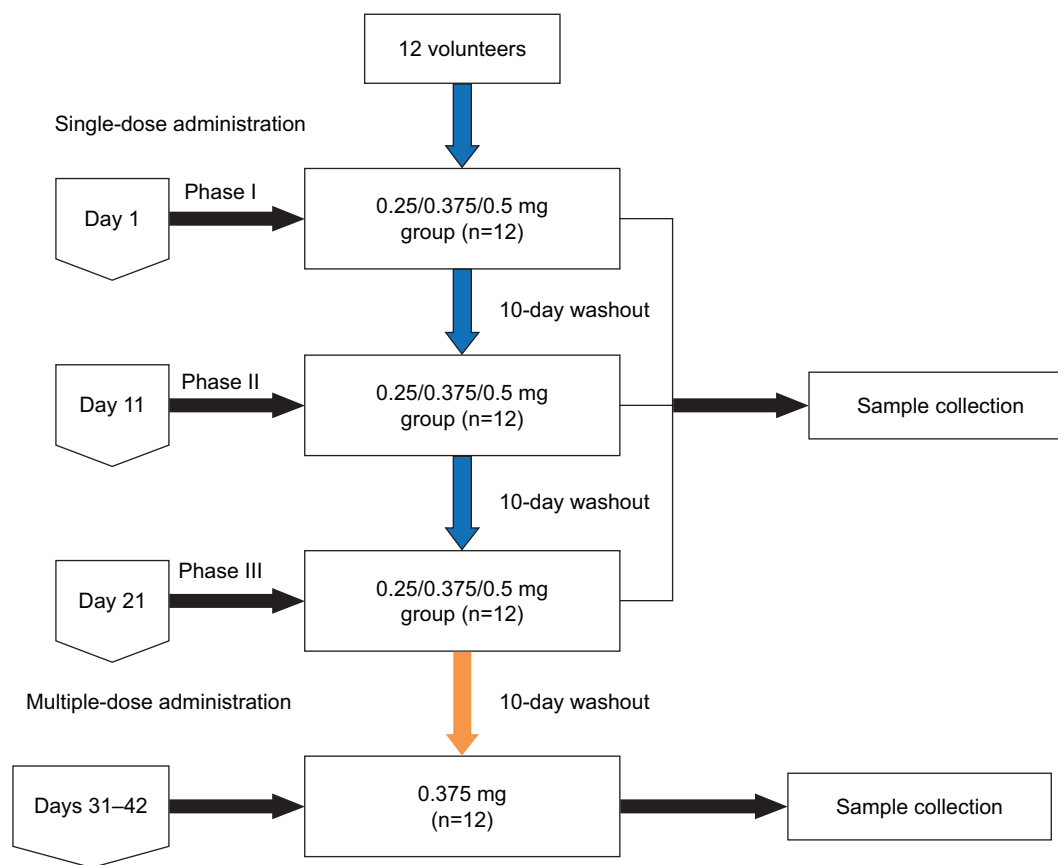 12 volunteers
Single-dose administration
Day 1
Phase I
0.25/0.375/0.5 mg
group (n=12)
10-day washout
Day 11
Phase II
0.25/0.375/0.5 mg
group (n=12)
Sample collection
10-day washout
Day 21
Phase III
0.25/0.375/0.5 mg
group (n=12)
Multiple-dose administration
10-day washout
Days 31–42
0.375 mg
(n=12)
Sample collection